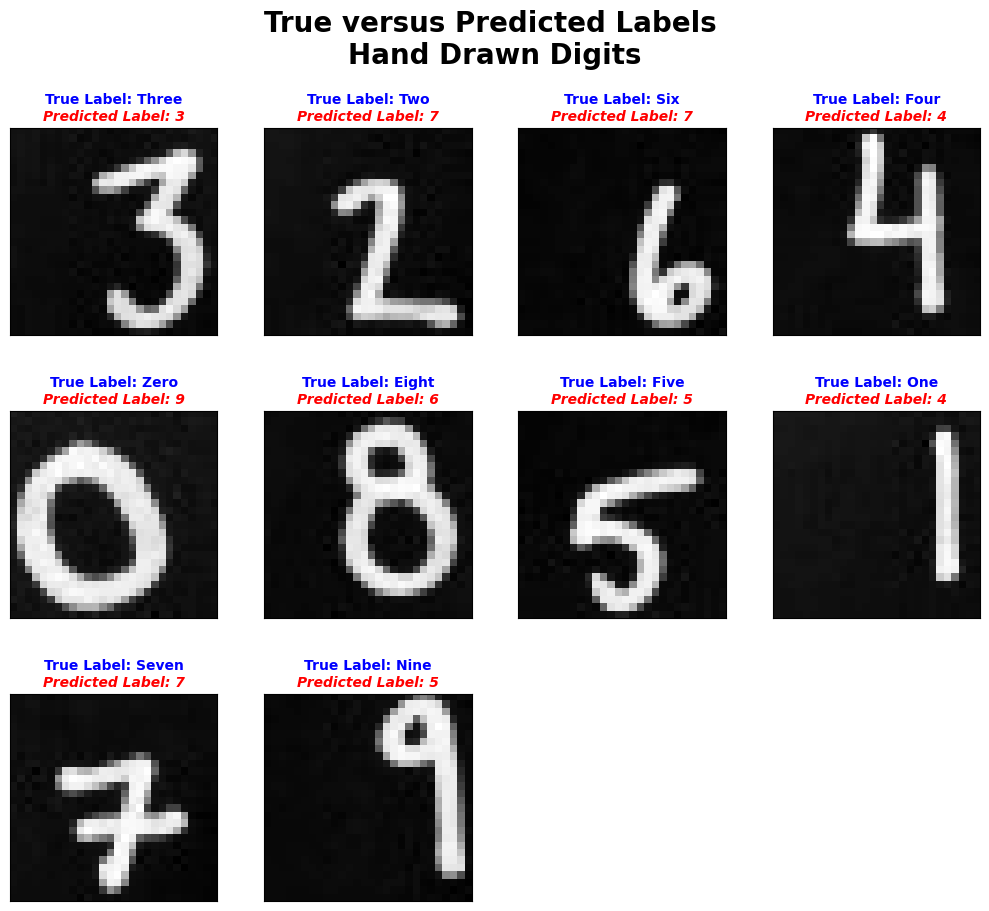 True versus Predicted Labels
Hand Drawn Digits
True Label: Three
Predicted Label: 3
3
True Label: Two
Predicted Label: 7
2
True Label: Six
Predicted Label: 7
6
True Label: Four
Predicted Label: 4
4
True Label: Zero
Predicted Label: 9
0
True Label: Eight
Predicted Label: 6
8
True Label: Five
Predicted Label: 5
5
True Label: One
Predicted Label: 4
1
True Label: Seven
Predicted Label: 7
7
True Label: Nine
Predicted Label: 5
9